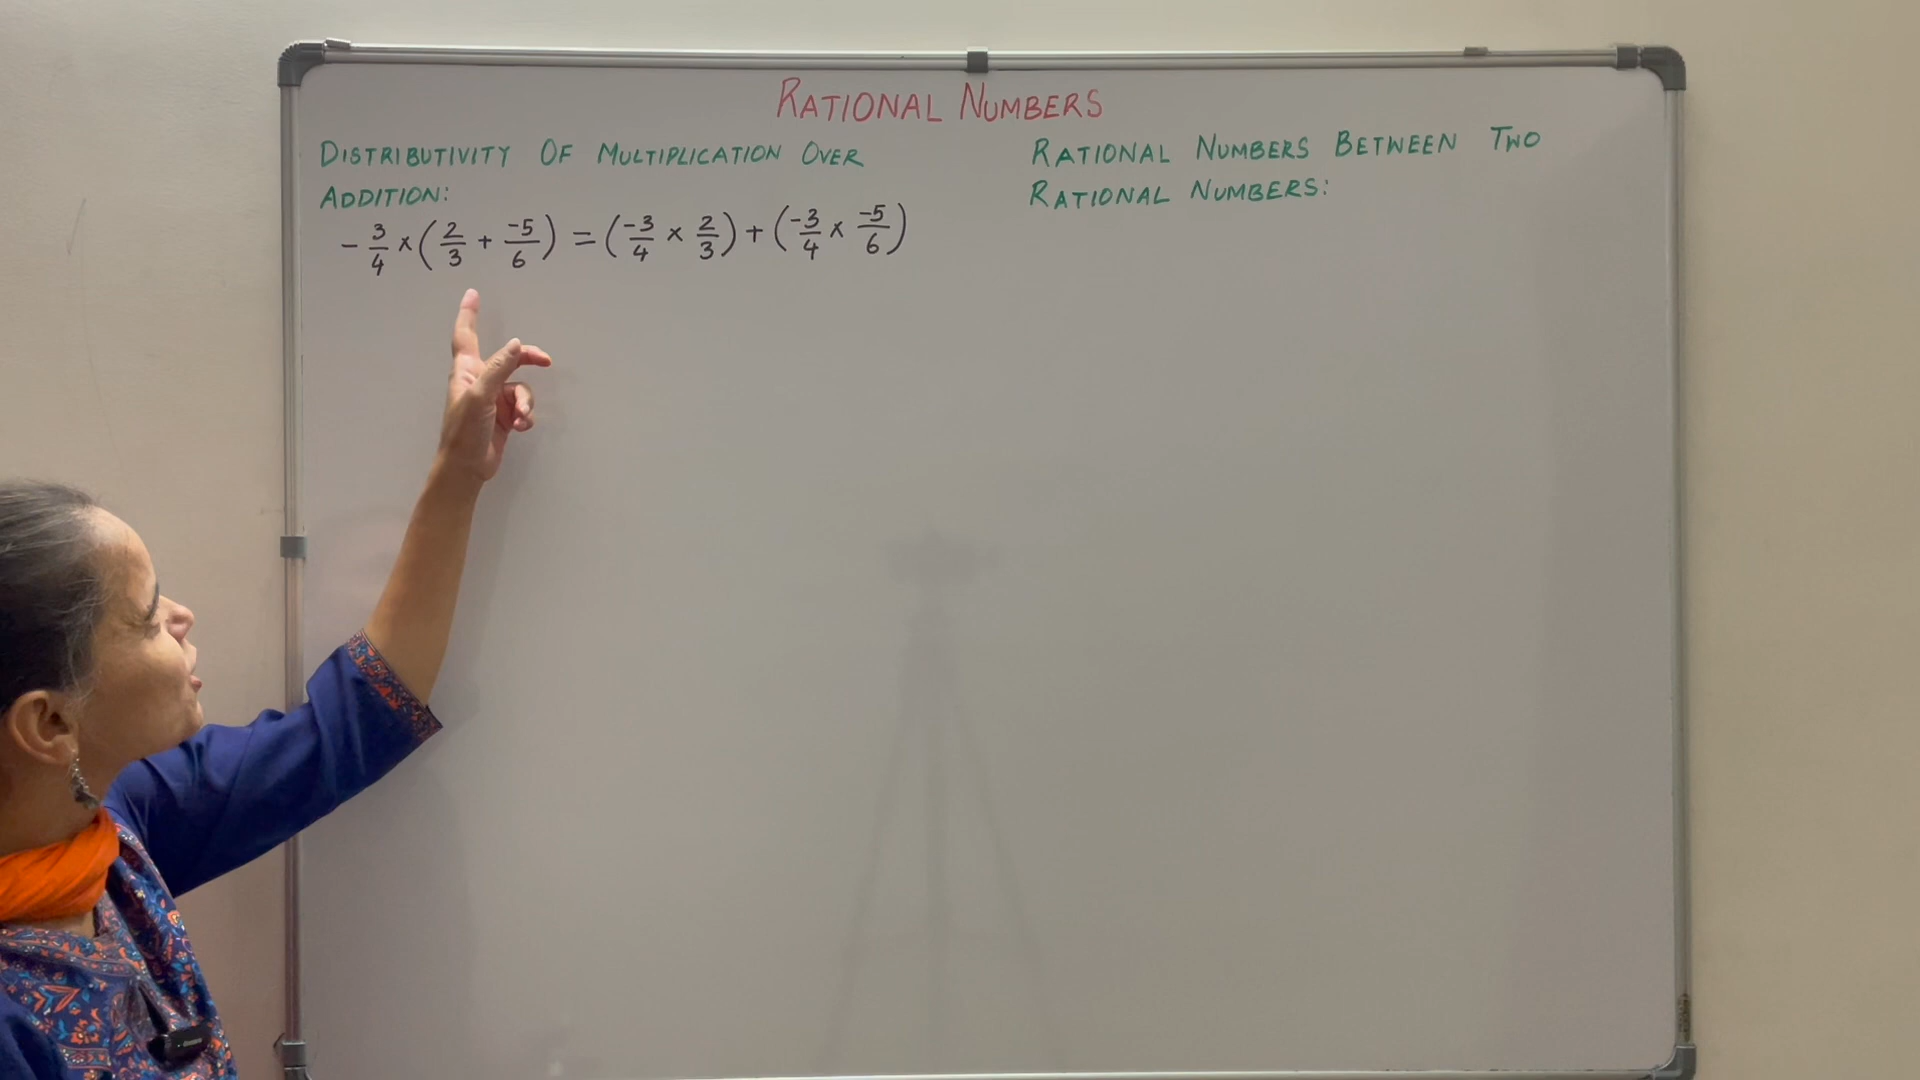 RATIONAL NUMBERS
DISTRIBUTIVITY OF MULTIPLICATION OVER
ADDITION:
- 3/4 × (2/3 + -5/6) = (-3/4 × 2/3) + (-3/4 × -5/6)
RATIONAL NUMBERS BETWEEN TWO
RATIONAL NUMBERS: